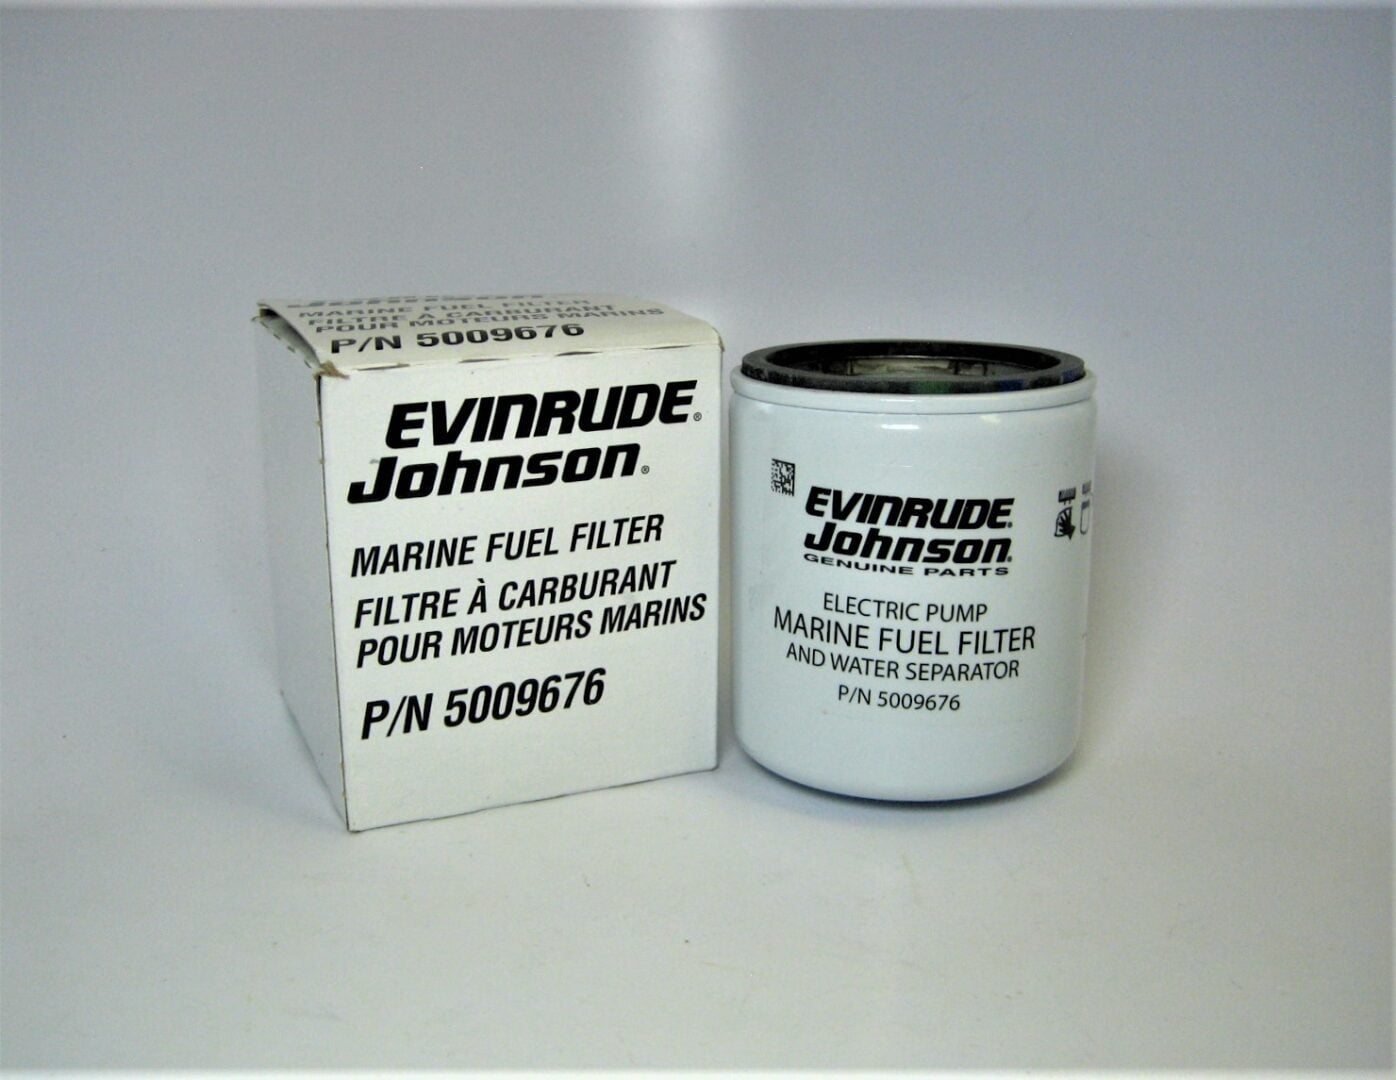 Johnson
MARINE FUEL FILTER
FILTRE À CARBURANT
POUR MOTEURS MARINS
P/N 5009676
EVINRUDE®
Johnson®
MARINE FUEL FILTER
FILTRE À CARBURANT
POUR MOTEURS MARINS
P/N 5009676
EVINRUDE®
Johnson®
GENUINE PARTS
ELECTRIC PUMP
MARINE FUEL FILTER
AND WATER SEPARATOR
P/N 5009676